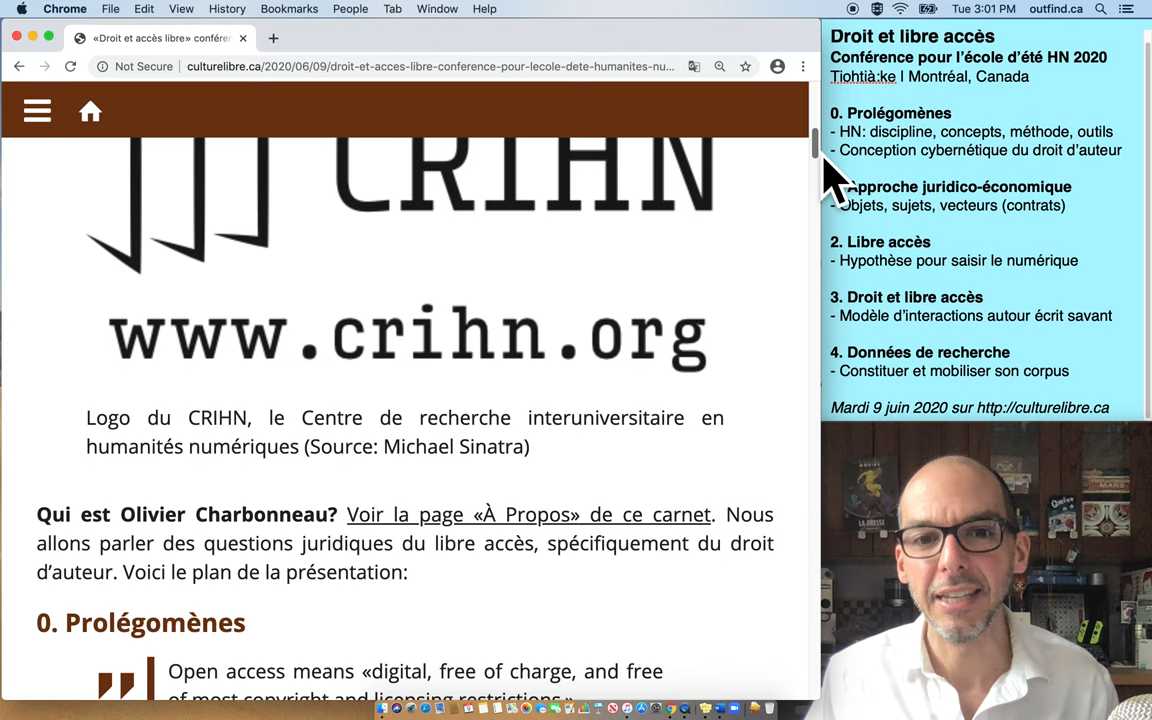 Chrome File Edit View History Bookmarks People Tab Window Help
Tue 3:01 PM outfind.ca
«Droit et accès libre» conféren
Not Secure culturelibre.ca/2020/06/09/droit-et-acces-libre-conference-pour-lecole-dete-humanites-nu...
CRIHN
www.crihn.org
Logo du CRIHN, le Centre de recherche interuniversitaire en
humanités numériques (Source: Michael Sinatra)
Qui est Olivier Charbonneau? Voir la page «À Propos» de ce carnet. Nous
allons parler des questions juridiques du libre accès, spécifiquement du droit
d'auteur. Voici le plan de la présentation:
0. Prolégomènes
Open access means «digital, free of charge, and free
of most copyright and licensing restrictions.»
Droit et libre accès
Conférence pour l'école d'été HN 2020
Tiohtià:ke I Montréal, Canada
0. Prolégomènes
- HN: discipline, concepts, méthode, outils
- Conception cybernétique du droit d'auteur
Approche juridico-économique
- Objets, sujets, vecteurs (contrats)
2. Libre accès
- Hypothèse pour saisir le numérique
3. Droit et libre accès
- Modèle d'interactions autour écrit savant
4. Données de recherche
- Constituer et mobiliser son corpus
Mardi 9 juin 2020 sur http://culturelibre.ca
MARS